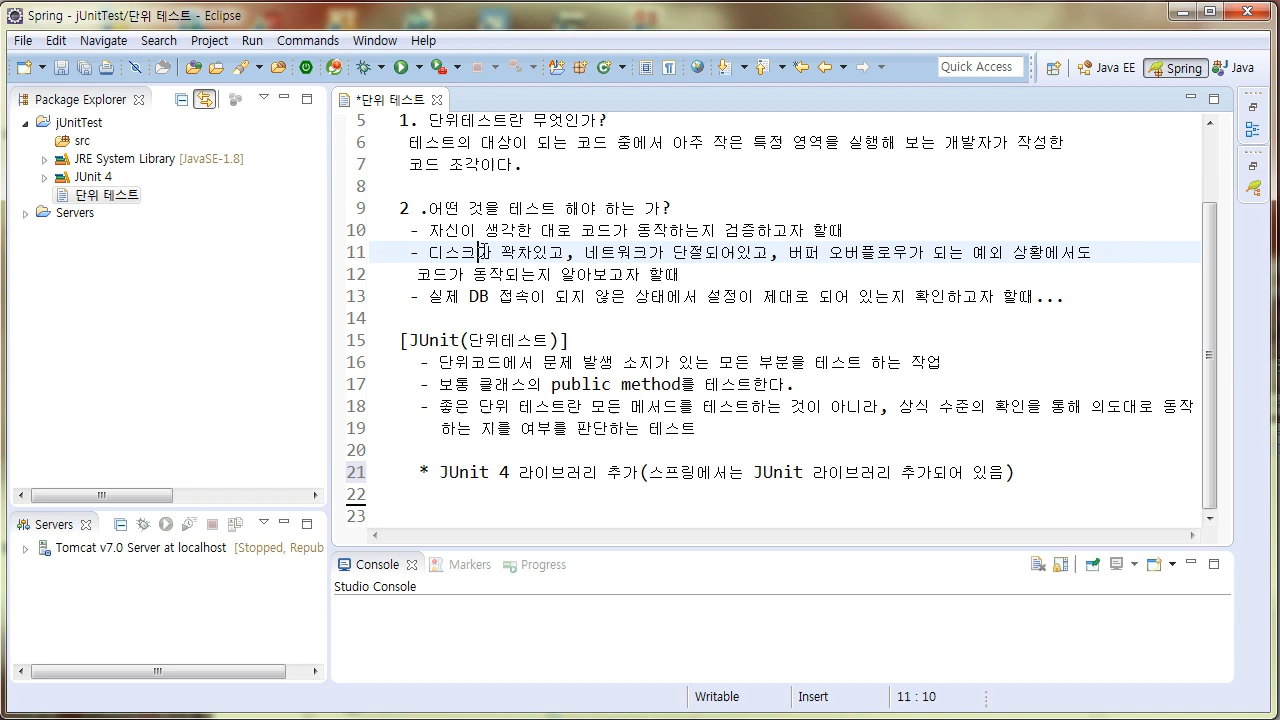 Spring - jUnitTest/단위 테스트 - Eclipse
File Edit Navigate Search Project Run Commands Window Help
Quick Access
Java EE
Spring
Java
Package Explorer
jUnitTest
src
JRE System Library [JavaSE-1.8]
JUnit 4
단위 테스트
Servers
*단위 테스트
5 1. 단위테스트란 무엇인가?
6 테스트의 대상이 되는 코드 중에서 아주 작은 특정 영역을 실행해 보는 개발자가 작성한
7 코드 조각이다.
8
9 2 .어떤 것을 테스트 해야 하는 가?
10 - 자신이 생각한 대로 코드가 동작하는지 검증하고자 할때
11 - 디스크가 꽉차있고, 네트워크가 단절되어있고, 버퍼 오버플로우가 되는 예외 상황에서도
12 코드가 동작되는지 알아보고자 할때
13 - 실제 DB 접속이 되지 않은 상태에서 설정이 제대로 되어 있는지 확인하고자 할때...
14
15 [JUnit(단위테스트)]
16 - 단위코드에서 문제 발생 소지가 있는 모든 부분을 테스트 하는 작업
17 - 보통 클래스의 public method를 테스트한다.
18 - 좋은 단위 테스트란 모든 메서드를 테스트하는 것이 아니라, 상식 수준의 확인을 통해 의도대로 동작
19 하는 지를 여부를 판단하는 테스트
20
21 * JUnit 4 라이브러리 추가(스프링에서는 JUnit 라이브러리 추가되어 있음)
22
23
Servers
Tomcat v7.0 Server at localhost [Stopped, Repub
Console
Markers
Progress
Studio Console
Writable
Insert
11 : 10